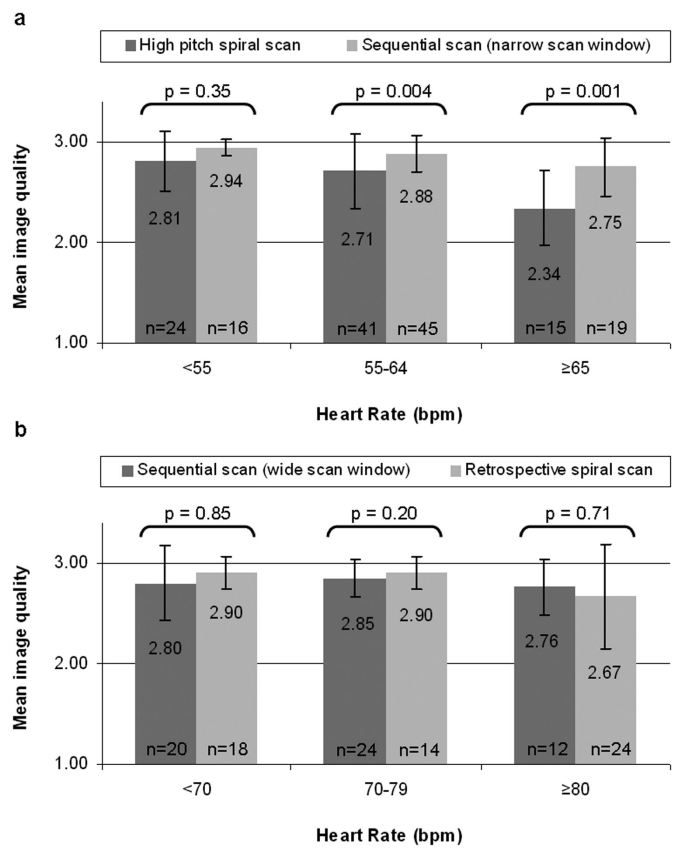 a
High pitch spiral scan Sequential scan (narrow scan window)
p = 0.35 p = 0.004 p = 0.001
3.00
2.81 2.94 2.71 2.88 2.34 2.75
2.00
n=24 n=16 n=41 n=45 n=15 n=19
1.00
Mean image quality
<55 55-64 ≥65
Heart Rate (bpm)
b
Sequential scan (wide scan window) Retrospective spiral scan
p = 0.85 p = 0.20 p = 0.71
3.00
2.80 2.90 2.85 2.90 2.76 2.67
2.00
n=20 n=18 n=24 n=14 n=12 n=24
1.00
Mean image quality
<70 70-79 ≥80
Heart Rate (bpm)